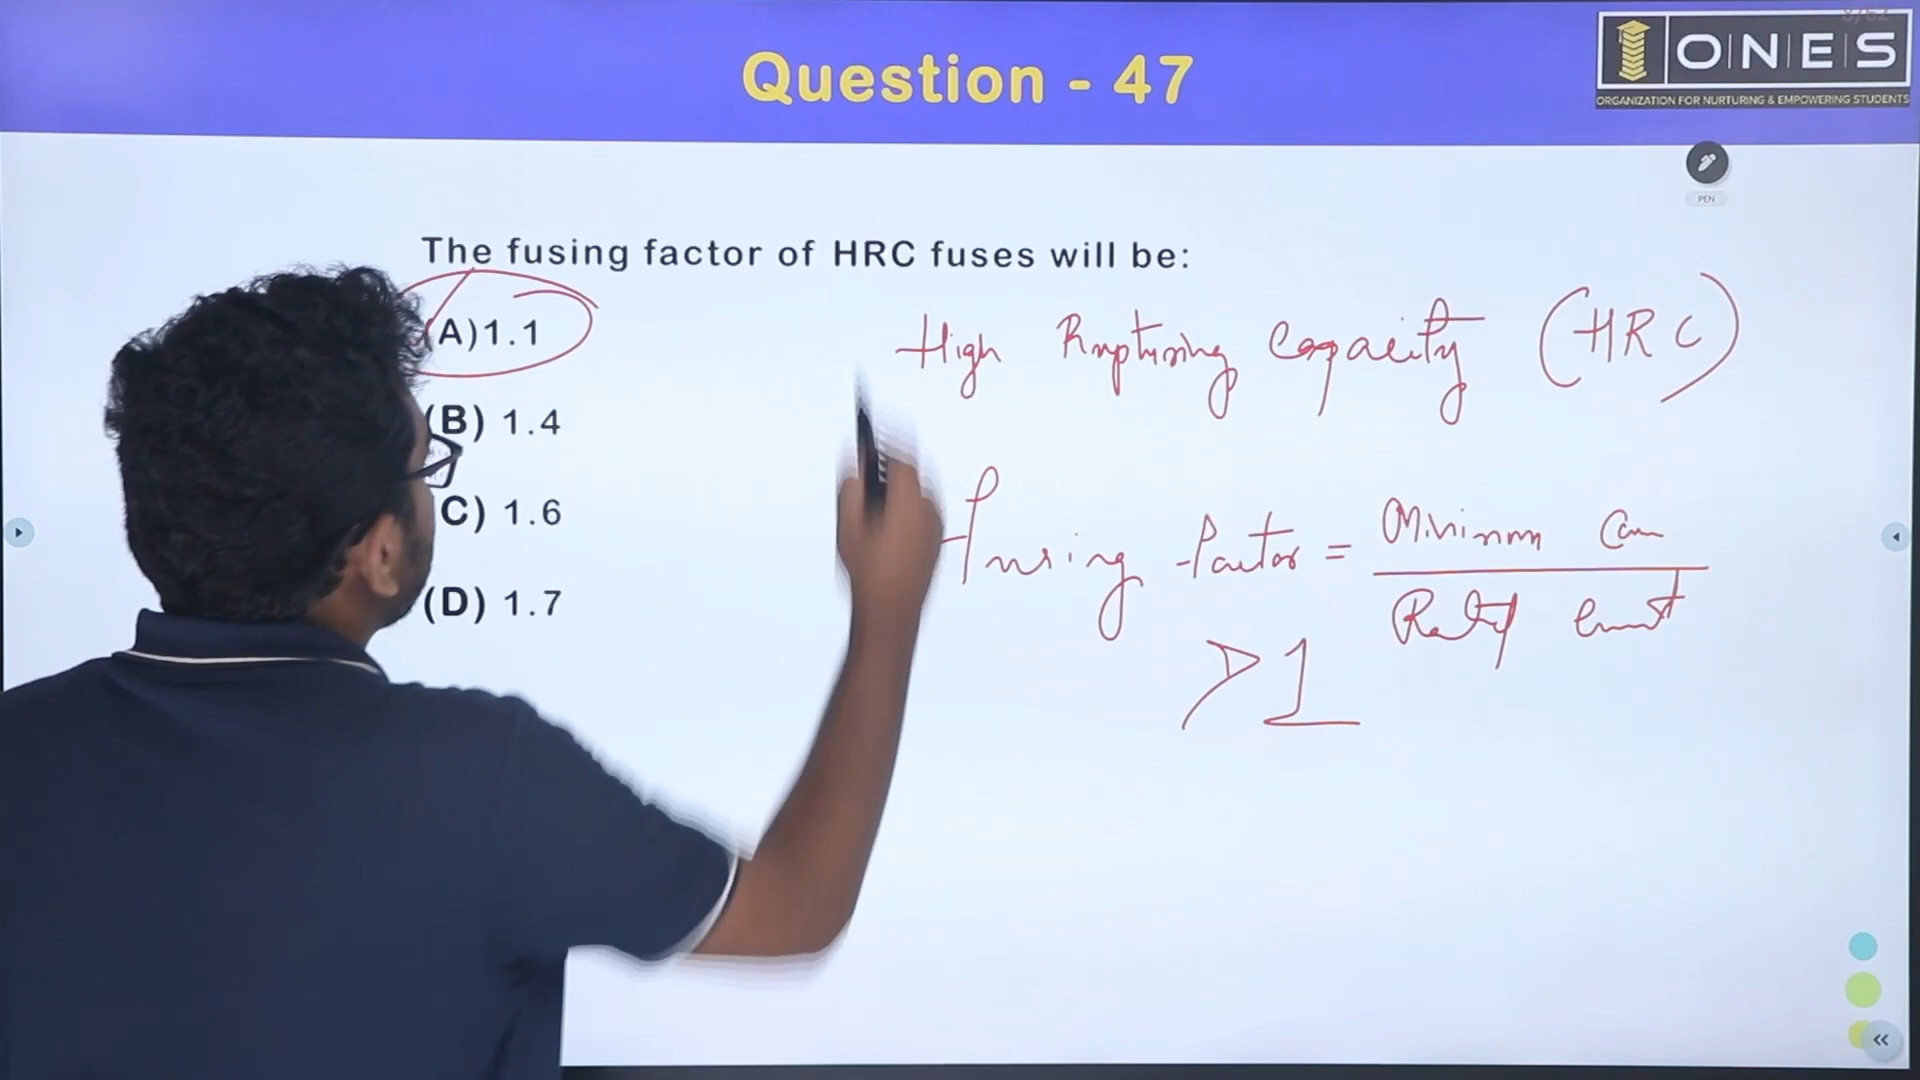 Question - 47
ONES
ORGANIZATION FOR NURTURING & EMPOWERING STUDENTS
PEN
The fusing factor of HRC fuses will be:
(A)1.1
High Rupturing Capacity (HRC)
(B) 1.4
C) 1.6
Fusing factor = Minimum
>1
(D) 1.7